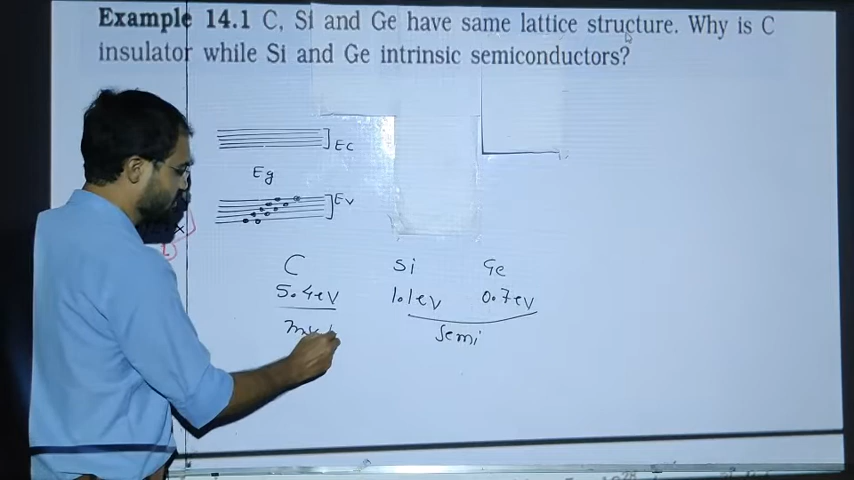 Example 14.1 C, Si and Ge have same lattice structure. Why is C
insulator while Si and Ge intrinsic semiconductors?
Ec
Eg
Ev
C Si Ge
5.4eV 1.1eV 0.7eV
Semi